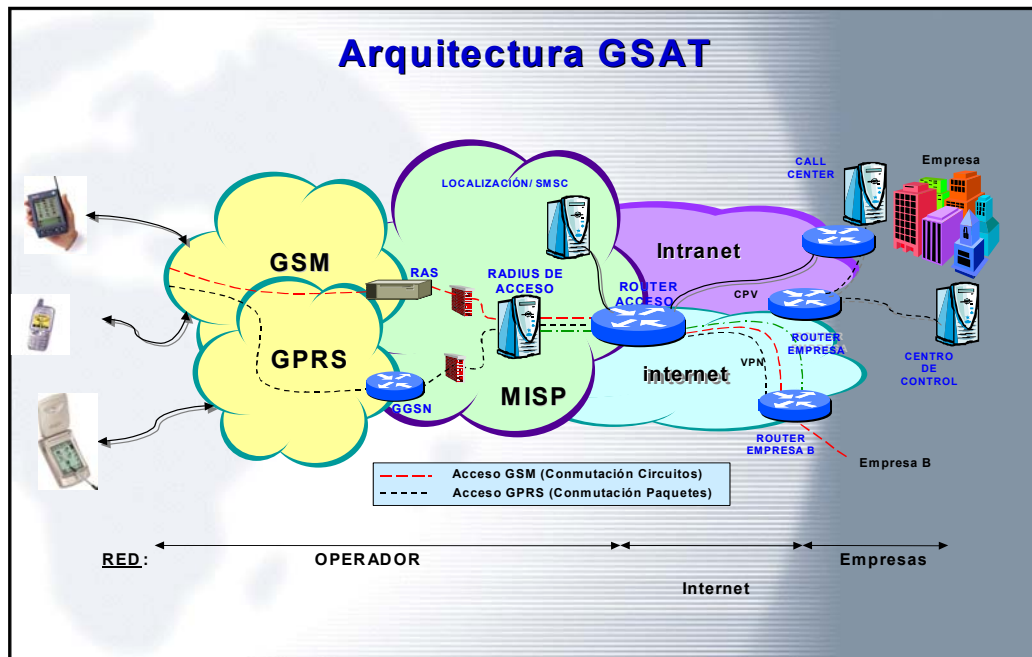 Arquitectura GSAT
CALL
CENTER
Empresa
LOCALIZACIÓN/ SMSC
Intranet
GSM
RAS
RADIUS DE
ACCESO
ROUTER
ACCESO
CPV
GPRS
GGSN
MISP
internet
VPN
ROUTER
EMPRESA
CENTRO
DE
CONTROL
ROUTER
EMPRESA B
Empresa B
Acceso GSM (Conmutación Circuitos)
Acceso GPRS (Conmutación Paquetes)
RED:
OPERADOR
Internet
Empresas